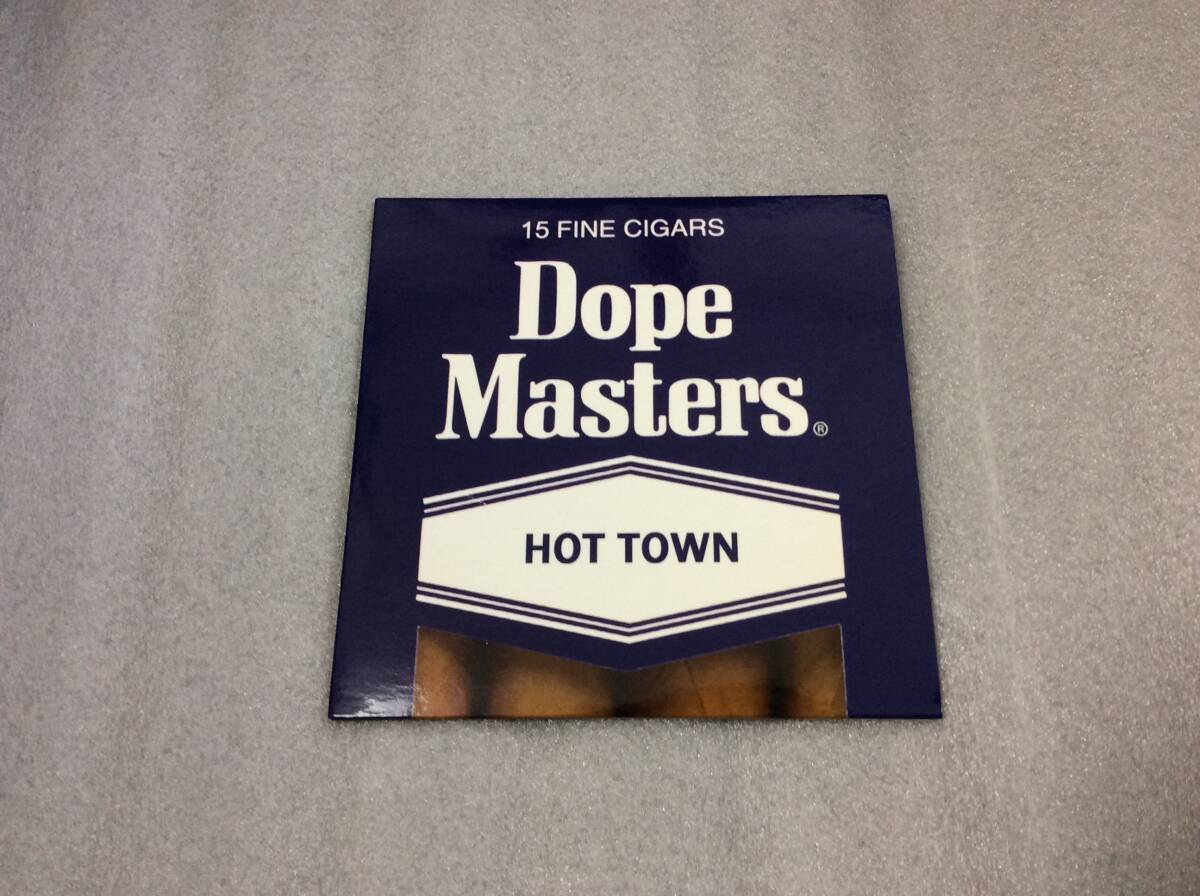 15 FINE CIGARS
Dope
Masters®
HOT TOWN